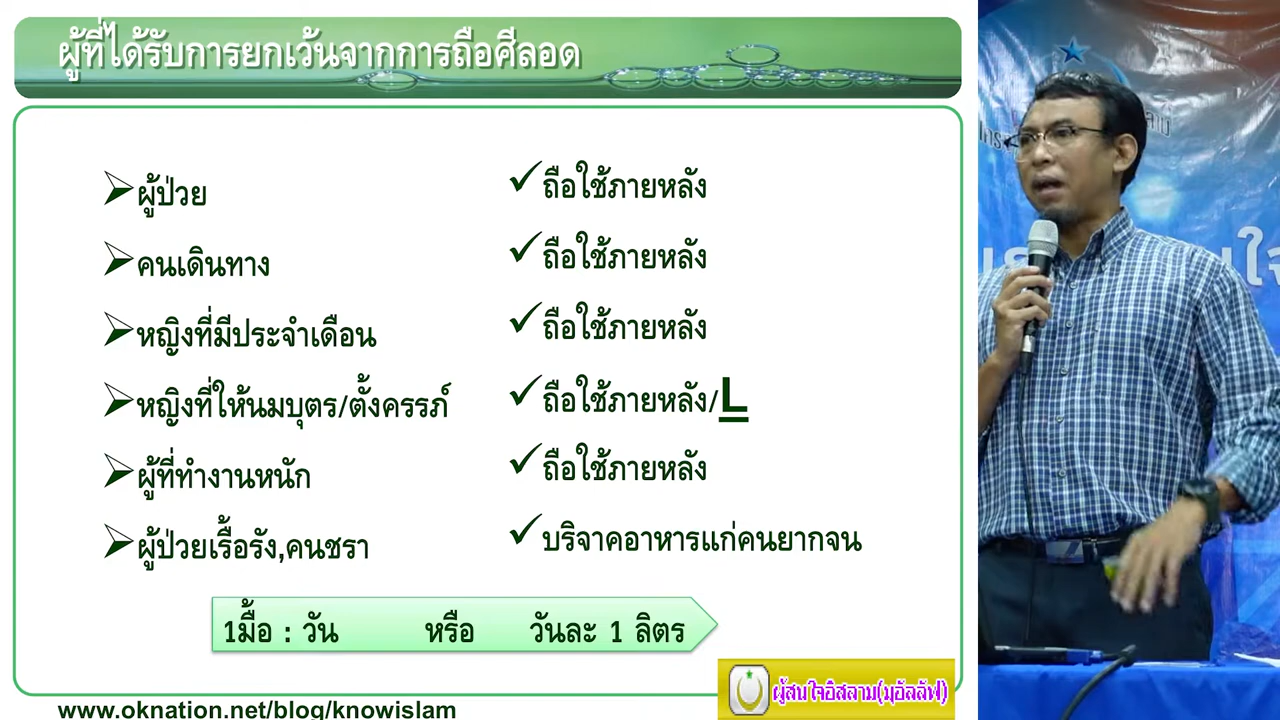 ผู้ที่ได้รับการยกเว้นจากการถือศีลอด
ผู้ป่วย
ถือใช้ภายหลัง
คนเดินทาง
ถือใช้ภายหลัง
หญิงที่มีประจำเดือน
ถือใช้ภายหลัง
หญิงที่ให้นมบุตร/ตั้งครรภ์
ถือใช้ภายหลัง/L
ผู้ที่ทำงานหนัก
ถือใช้ภายหลัง
ผู้ป่วยเรื้อรัง,คนชรา
บริจาคอาหารแก่คนยากจน
1มื้อ : วัน หรือ วันละ 1 ลิตร
ผู้สนใจอิสลาม(มุอัลลัฟ)
www.oknation.net/blog/knowislam